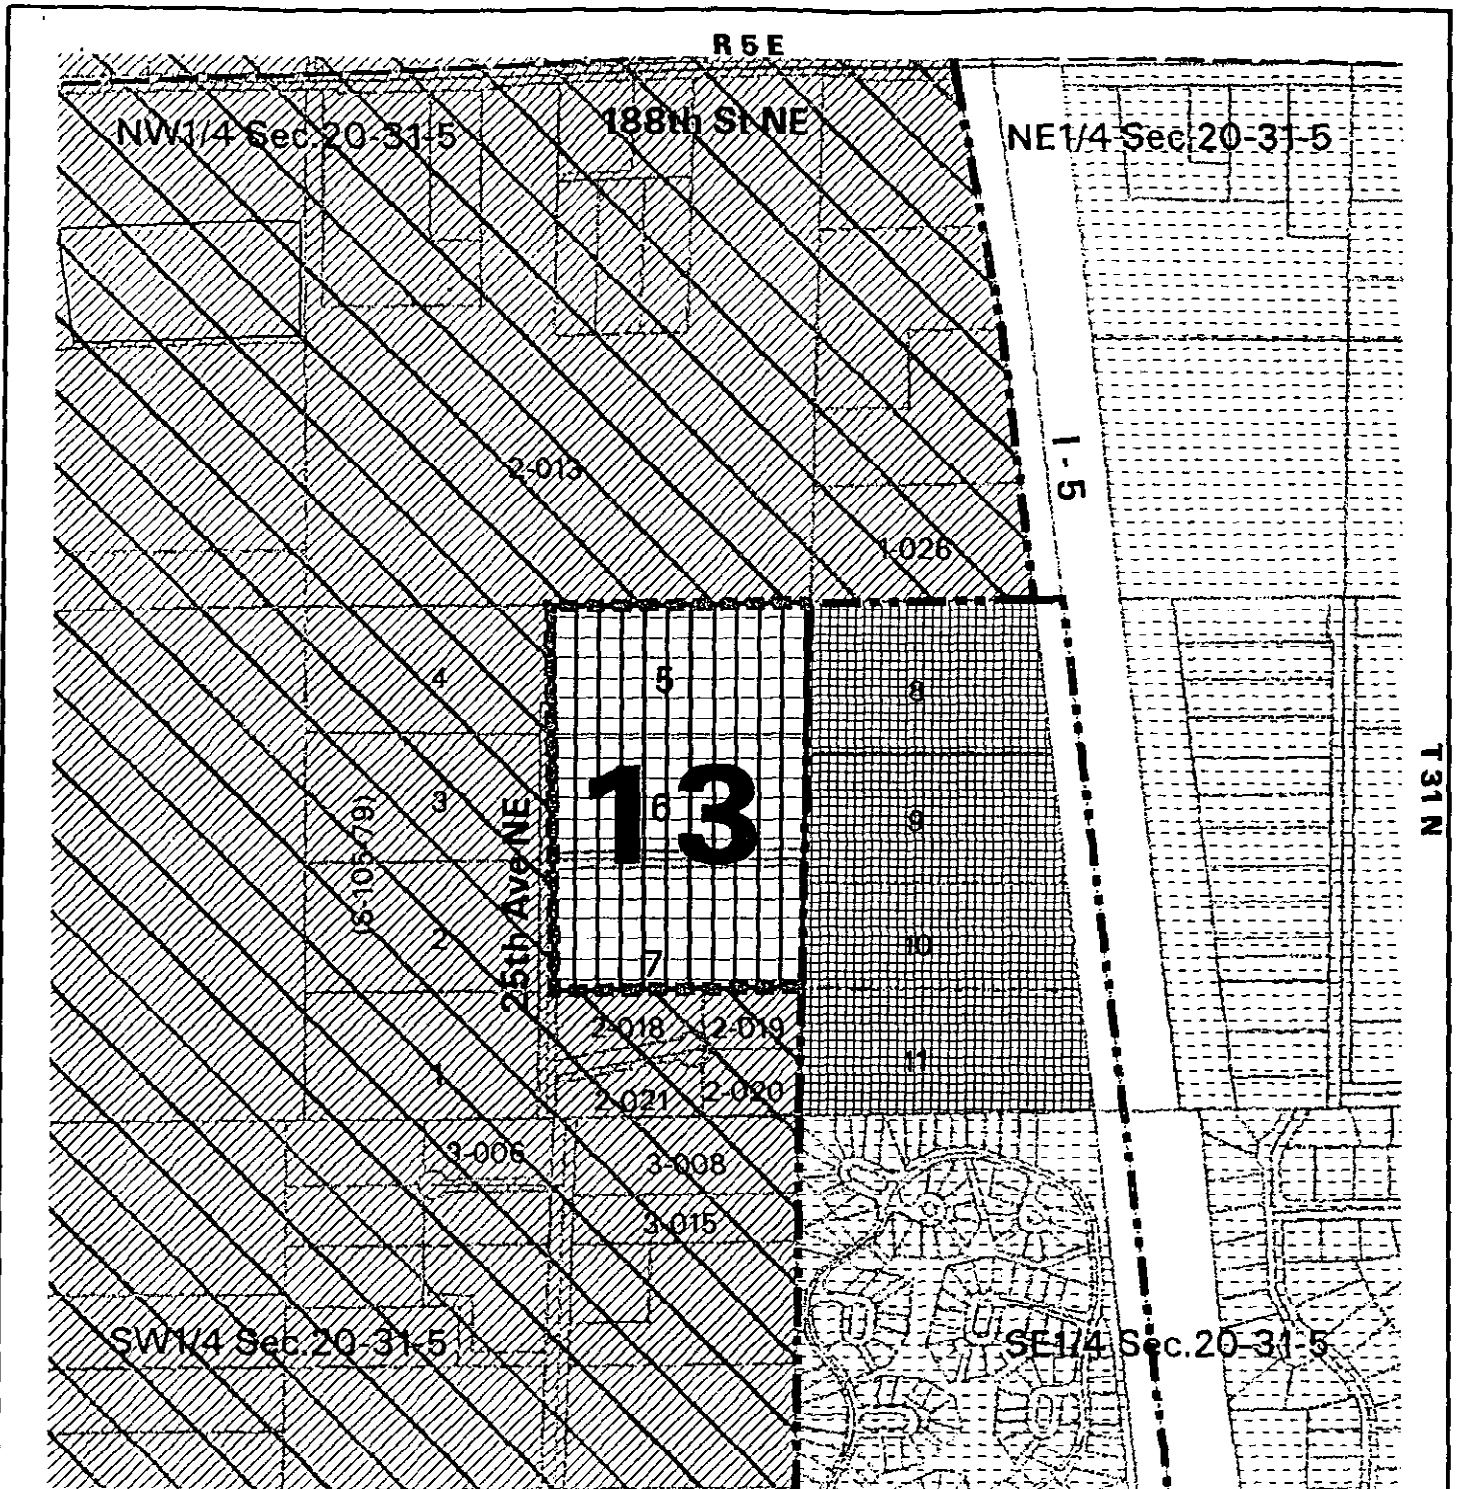 R 5 E
188th St NE
NW1/4 Sec.20-31-5
NE1/4 Sec.20-31-5
I-5
2-013
1-026
4
5
8
T 31 N
3
(S-105-79)
25th Ave NE
6
13
9
2
7
10
2-018
2-019
11
1
2-021
2-020
3-006
3-008
3-015
SW1/4 Sec.20-31-5
SE1/4 Sec.20-31-5